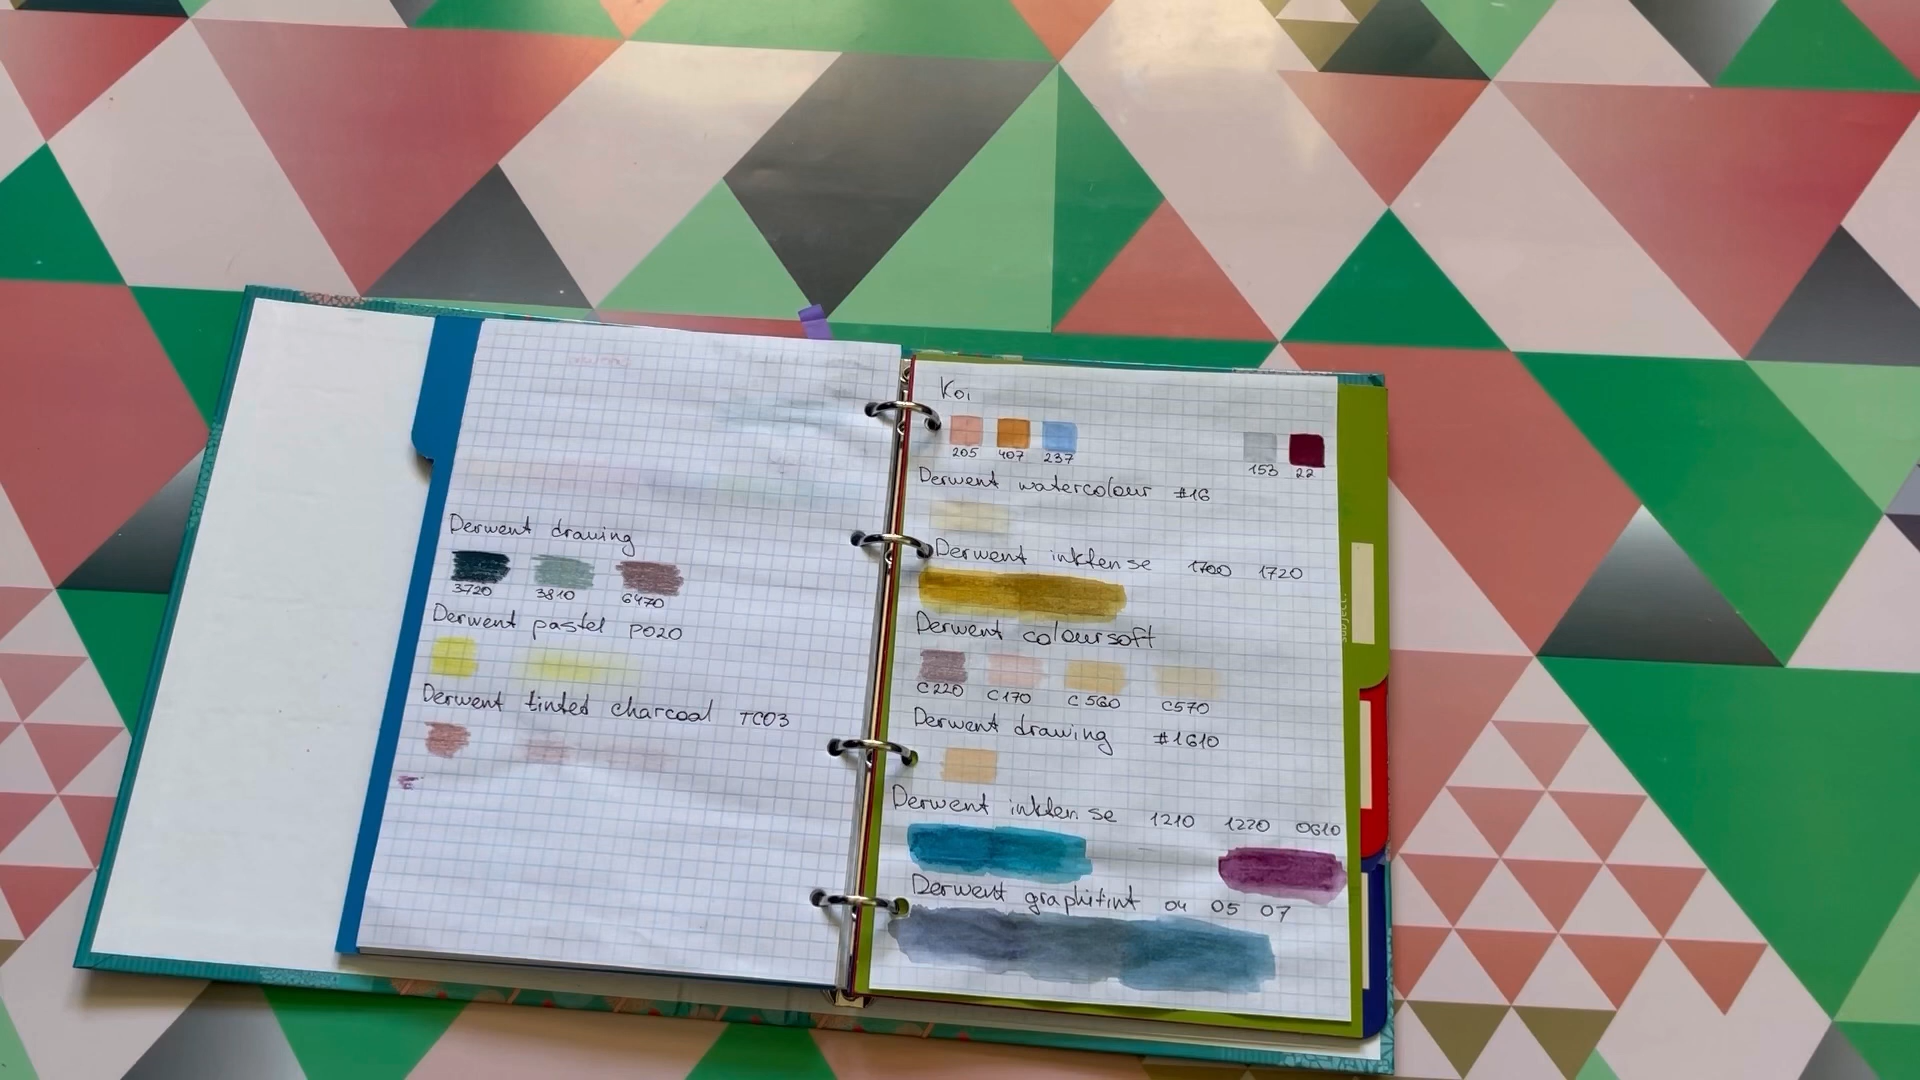 Derwent drawing
3720 3810 6470
Derwent pastel P020
Derwent tinted charcoal TC03
Koi
205 407 237 153 22
Derwent watercolour #16
Derwent inktense 1700 1720
Derwent coloursoft
C220 C170 C560 C570
Derwent drawing #1610
Derwent inktense 1210 1220 0610
Derwent graphitint 04 05 07
SUBJECT: